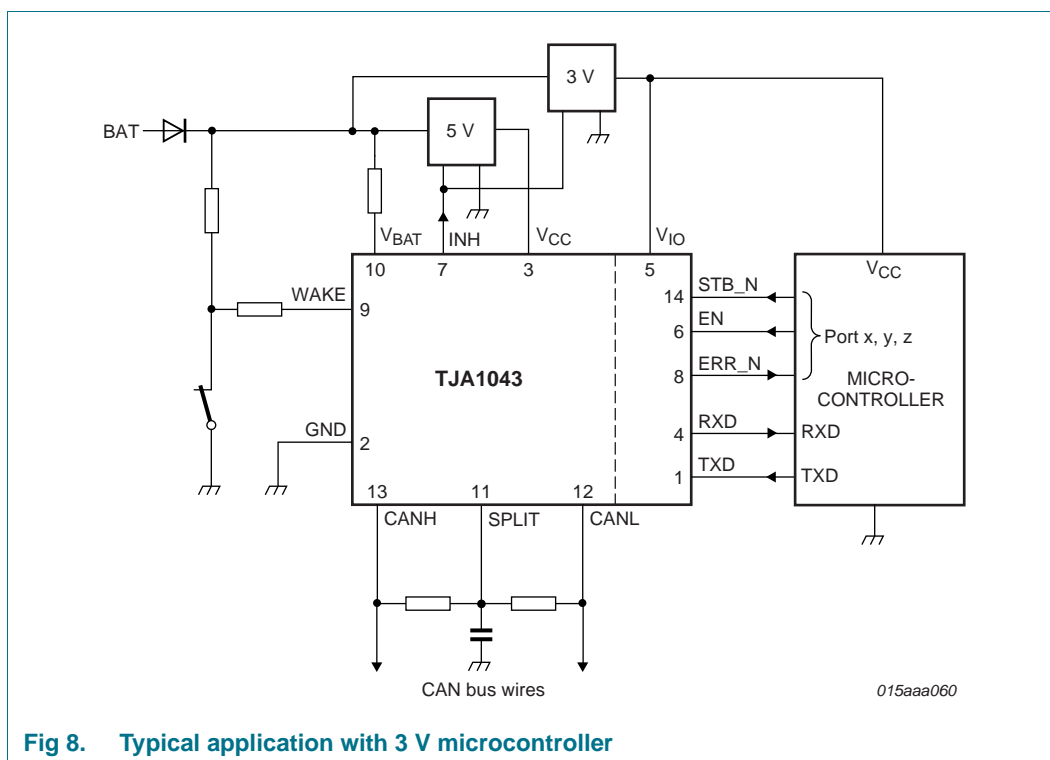 3 V
BAT
5 V
VBAT
INH
VCC
VIO
VCC
10
7
3
5
WAKE
9
14
STB_N
6
EN
Port x, y, z
8
ERR_N
TJA1043
MICRO-
CONTROLLER
GND
2
4
RXD
RXD
1
TXD
TXD
13
11
12
CANH
SPLIT
CANL
CAN bus wires
015aaa060
Fig 8. Typical application with 3 V microcontroller